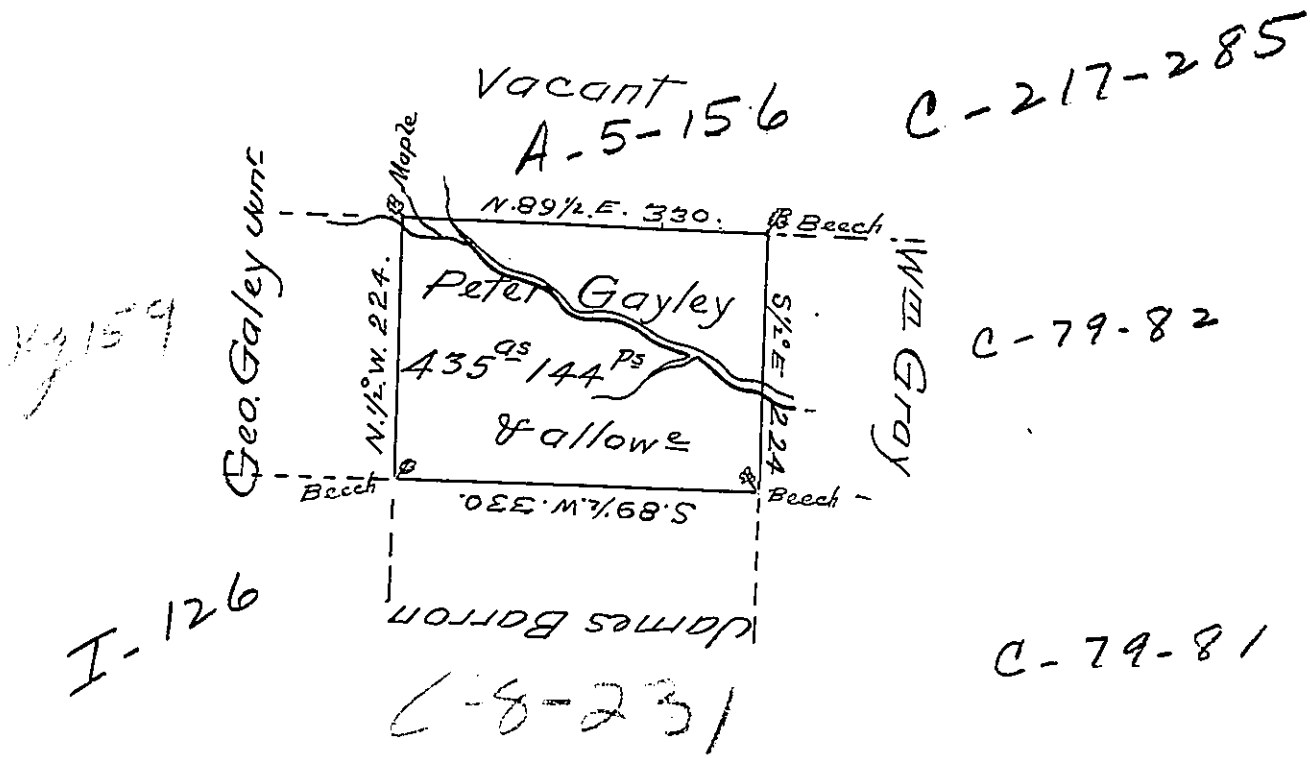 Vacant
A-5-156
C-217-285
Maple
N.89½.E. 330.
Beech
Geo. Galey Junr
N.½°W. 224.
Peter Gayley
435as 144ps
& allowe
S½°E 224
Wm Gray
C-79-82
Beech
S.89½.W. 330.
Beech
James Barron
I-126
C-8-231
C-79-81